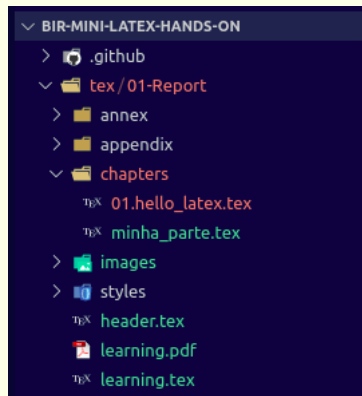 BIR-MINI-LATEX-HANDS-ON
.github
tex / 01-Report
annex
appendix
chapters
TEX 01.hello_latex.tex
TEX minha_parte.tex
images
styles
TEX header.tex
learning.pdf
TEX learning.tex